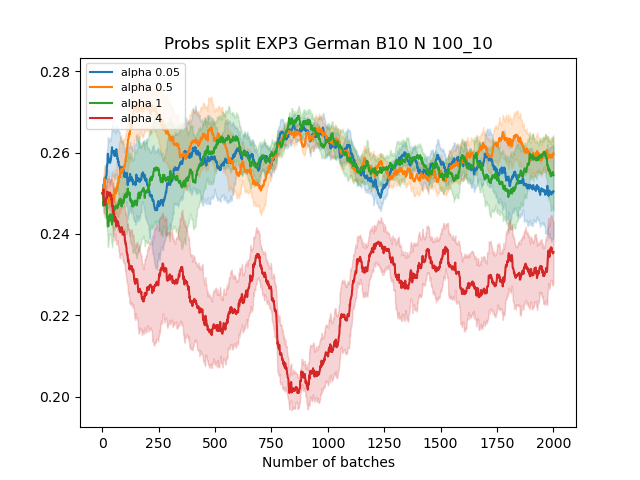 Probs split EXP3 German B10 N 100_10
alpha 0.05
alpha 0.5
alpha 1
alpha 4
0.28
0.26
0.24
0.22
0.20
0 250 500 750 1000 1250 1500 1750 2000
Number of batches